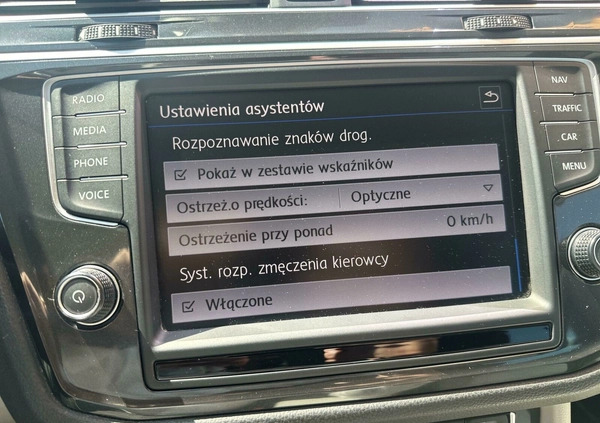 RADIO
MEDIA
PHONE
VOICE
Ustawienia asystentów
Rozpoznawanie znaków drog.
Pokaż w zestawie wskaźników
Ostrzeż.o prędkości: Optyczne
Ostrzeżenie przy ponad 0 km/h
Syst. rozp. zmęczenia kierowcy
Włączone
NAV
TRAFFIC
CAR
MENU